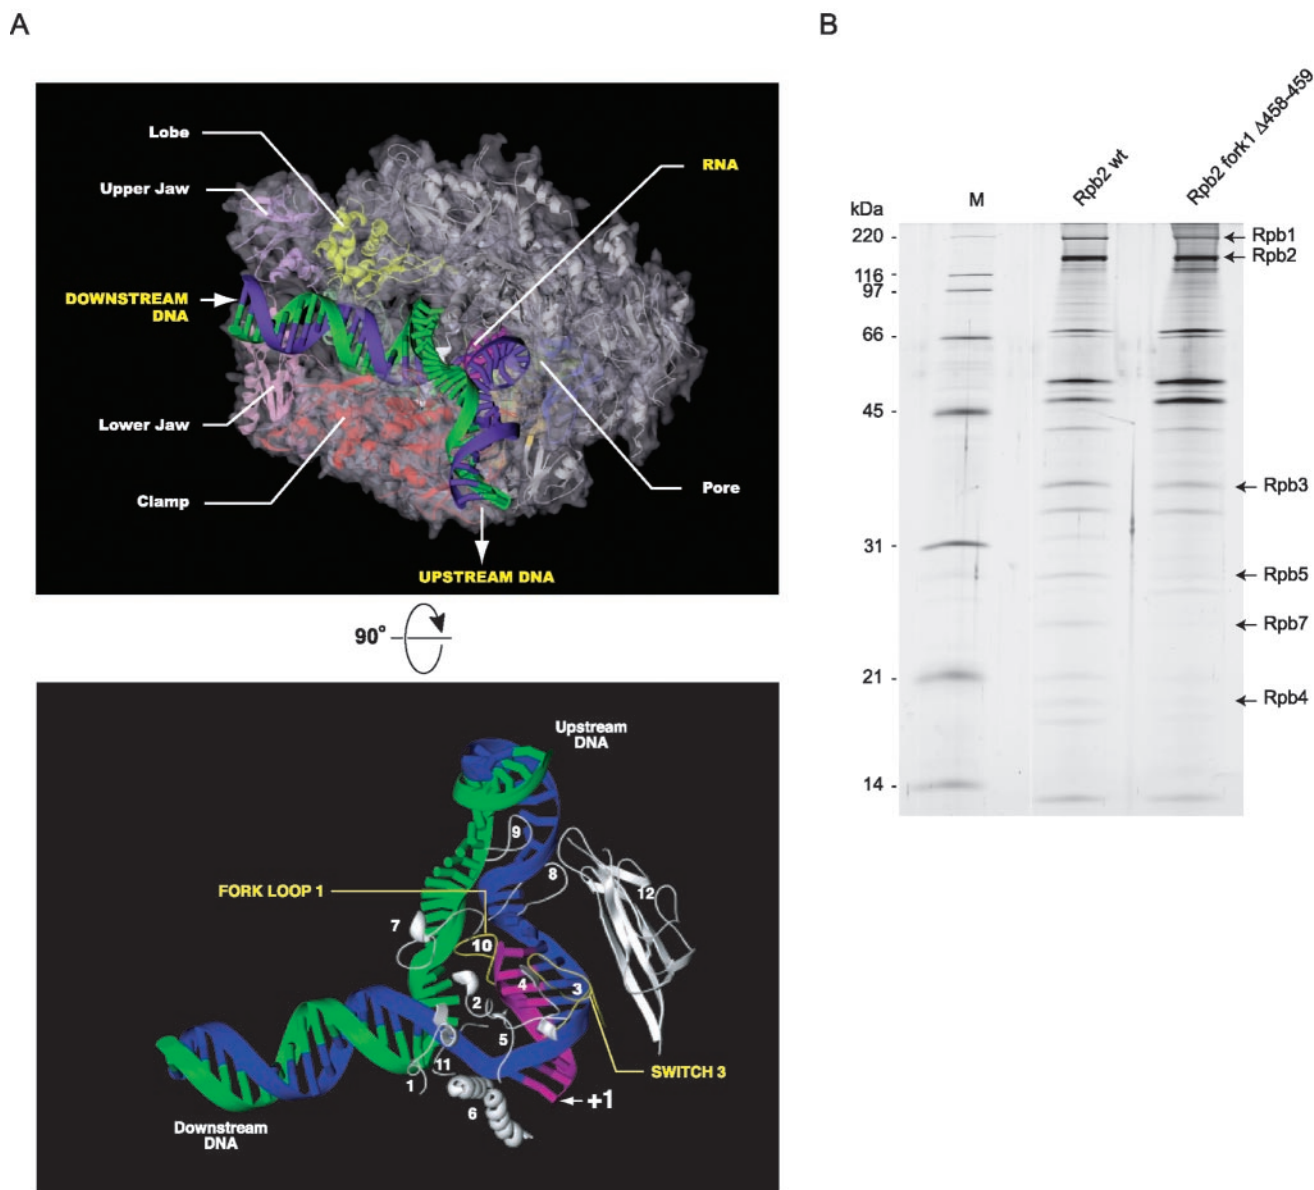 A
Lobe
Upper Jaw
RNA
DOWNSTREAM
DNA
Lower Jaw
Clamp
Pore
UPSTREAM DNA
90°
Upstream
DNA
FORK LOOP 1
9
8
12
7
10
4
3
2
5
11
1
6
SWITCH 3
+1
Downstream
DNA
B
Rpb2 wt
Rpb2 fork1 Δ458-459
kDa
M
220 -
116 -
97 -
66 -
45 -
31 -
21 -
14 -
Rpb1
Rpb2
Rpb3
Rpb5
Rpb7
Rpb4